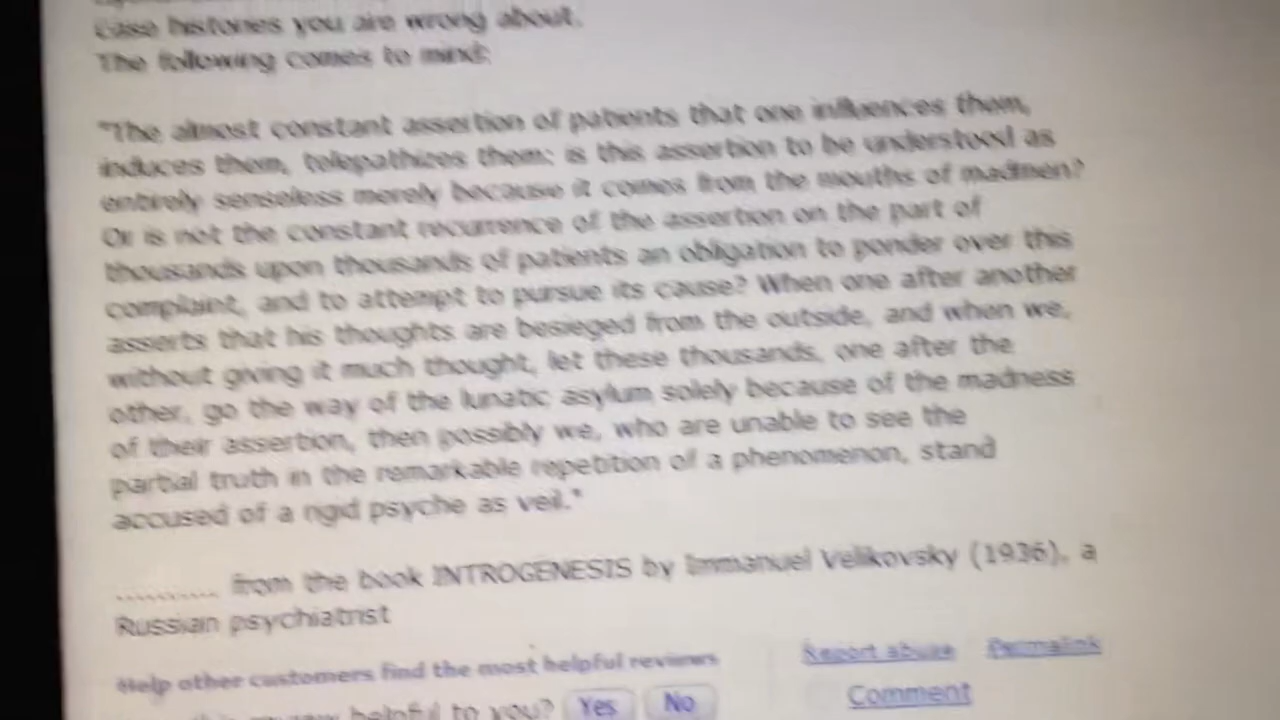 case histories you are wrong about.
The following comes to mind:
"The almost constant assertion of patients that one influences them,
induces them, telepathizes them; is this assertion to be understood as
entirely senseless merely because it comes from the mouths of madmen?
Or is not the constant recurrence of the assertion on the part of
thousands upon thousands of patients an obligation to ponder over this
complaint, and to attempt to pursue its cause? When one after another
asserts that his thoughts are besieged from the outside, and when we,
without giving it much thought, let these thousands, one after the
other, go the way of the lunatic asylum solely because of the madness
of their assertion, then possibly we, who are unable to see the
partial truth in the remarkable repetition of a phenomenon, stand
accused of a rigid psyche as veil."
.......... from the book INTROGENESIS by Immanuel Velikovsky (1936), a
Russian psychiatrist
Help other customers find the most helpful reviews
Report abuse Permalink
review helpful to you? Yes No
Comment